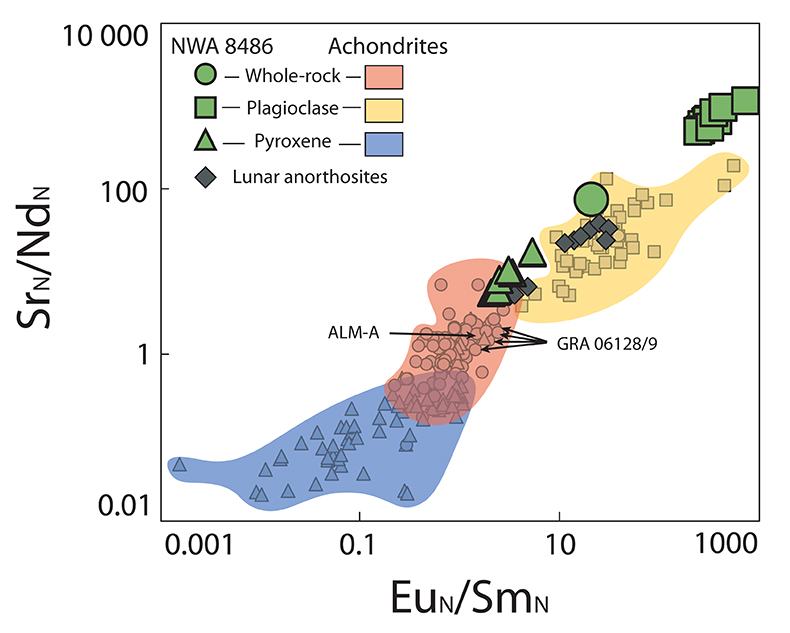 10 000
NWA 8486 Achondrites
Whole-rock
Plagioclase
Pyroxene
Lunar anorthosites
100
1
0.01
SrN/NdN
ALM-A
GRA 06128/9
0.001 0.1 10 1000
EuN/SmN